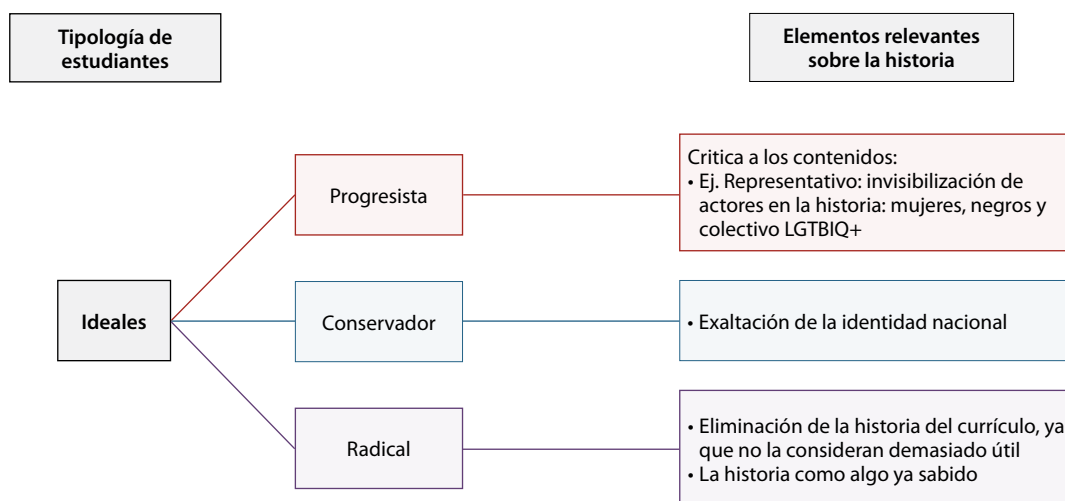 Tipología de
estudiantes
Elementos relevantes
sobre la historia
Ideales
Progresista
Critica a los contenidos:
• Ej. Representativo: invisibilización de
actores en la historia: mujeres, negros y
colectivo LGTBIQ+
Conservador
• Exaltación de la identidad nacional
Radical
• Eliminación de la historia del currículo, ya
que no la consideran demasiado útil
• La historia como algo ya sabido